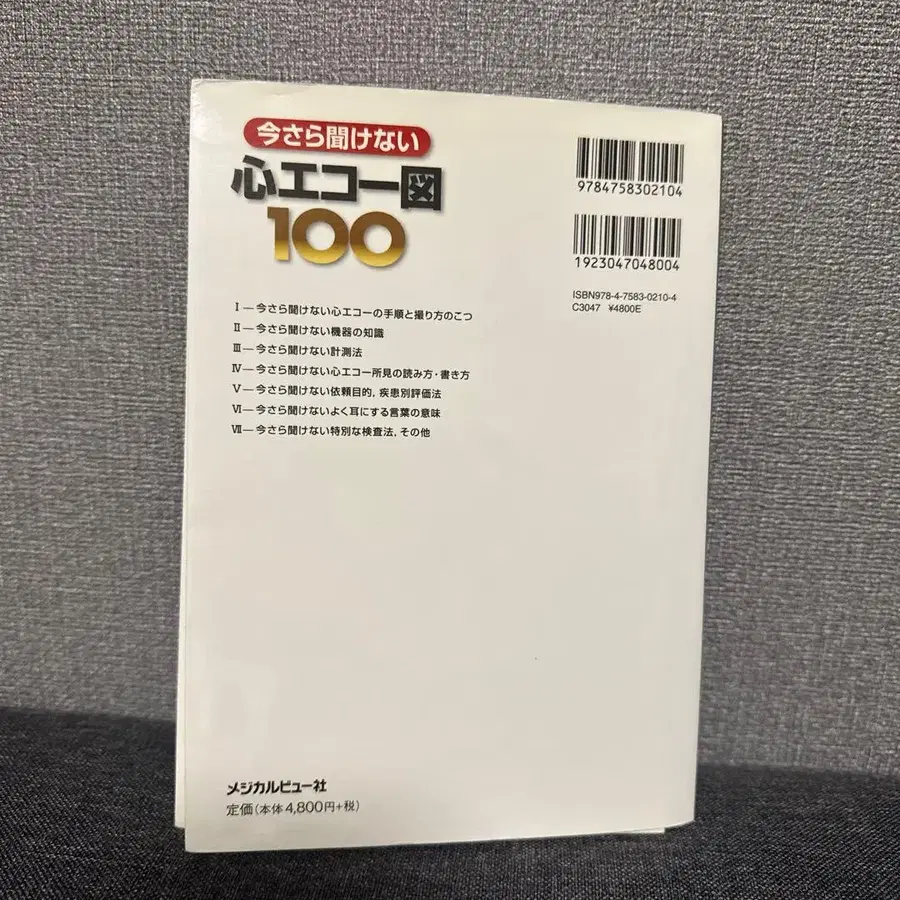 今さら聞けない
心エコー図
100
9784758302104
1923047048004
ISBN978-4-7583-0210-4
C3047 ¥4800E
Ⅰ―今さら聞けない心エコーの手順と撮り方のこつ
Ⅱ―今さら聞けない機器の知識
Ⅲ―今さら聞けない計測法
Ⅳ―今さら聞けない心エコー所見の読み方・書き方
Ⅴ―今さら聞けない依頼目的，疾患別評価法
Ⅵ―今さら聞けないよく耳にする言葉の意味
Ⅶ―今さら聞けない特別な検査法，その他
メジカルビュー社
定価（本体4,800円+税）